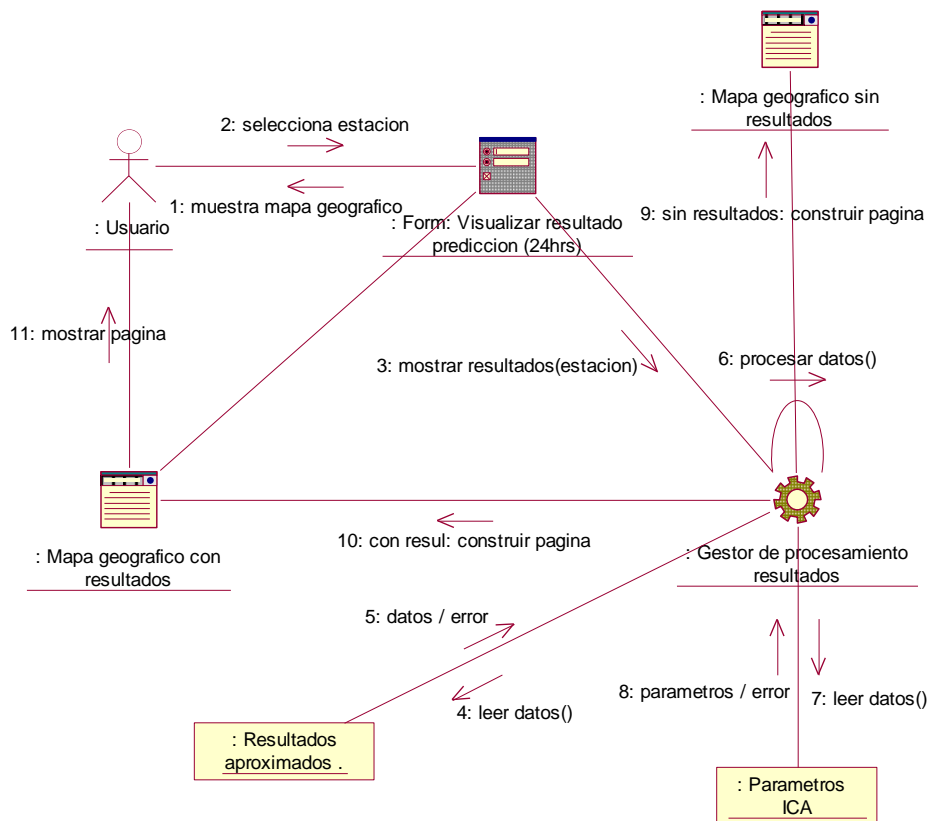 : Mapa geografico sin
resultados
2: selecciona estacion
1: muestra mapa geografico
: Usuario
: Form: Visualizar resultado
prediccion (24hrs)
9: sin resultados: construir pagina
11: mostrar pagina
3: mostrar resultados(estacion)
6: procesar datos()
10: con resul: construir pagina
: Mapa geografico con
resultados
: Gestor de procesamiento
resultados
5: datos / error
4: leer datos()
8: parametros / error
7: leer datos()
: Resultados
aproximados .
: Parametros
ICA